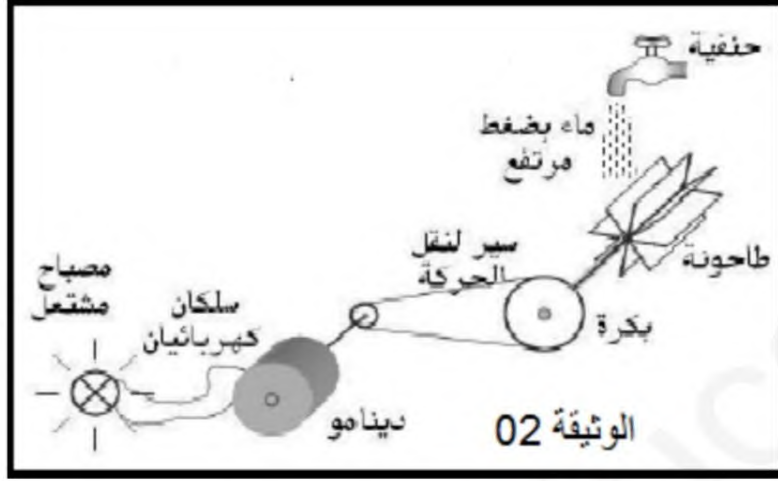 حنفية
ماء بضغط
مرتفع
طاحونة
سير لنقل
الحركة
بكرة
مصباح
مشتعل
سلكان
كهربائيان
دينامو
الوثيقة 02